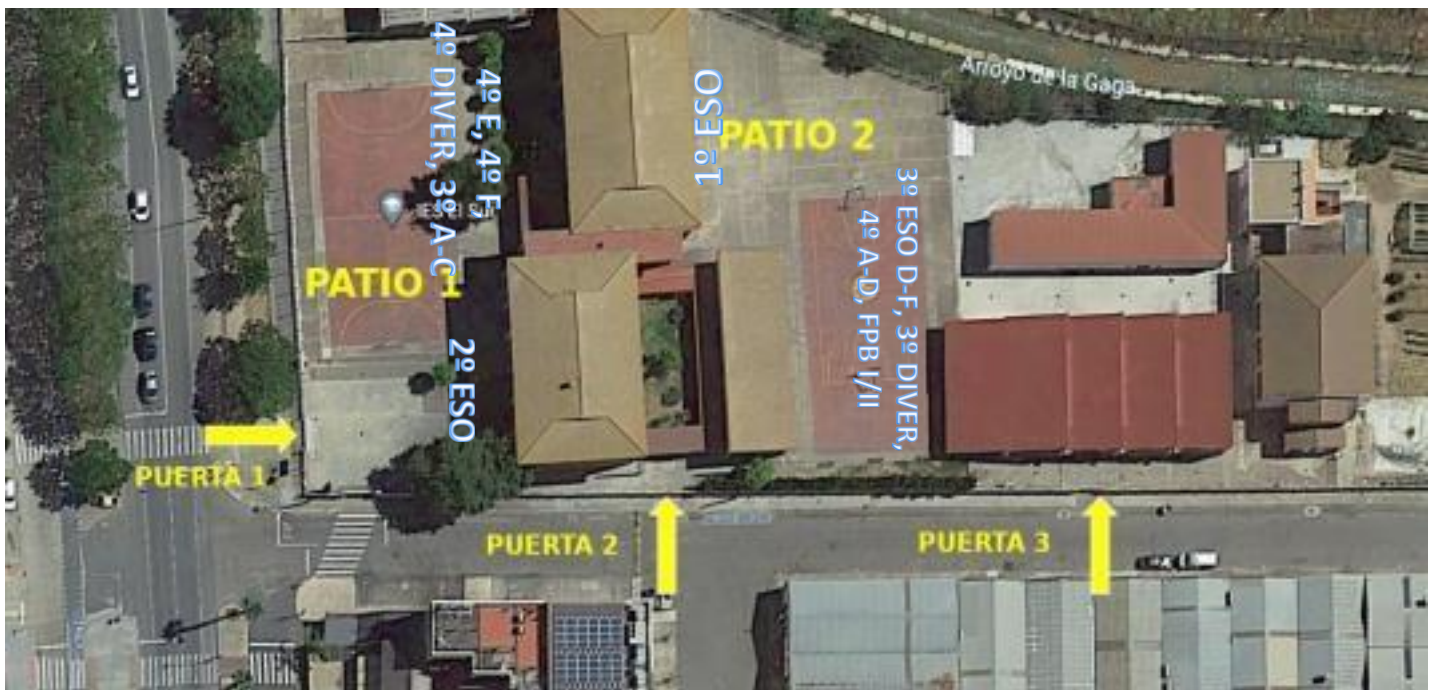 4º E, 4º F
4º DIVER, 3º A-C
1º ESO
Arroyo de la Gaga
PATIO 2
3º ESO D-F, 3º DIVER,
4º A-D, FPB I/II
PATIO 1
2º ESO
PUERTA 1
PUERTA 2
PUERTA 3